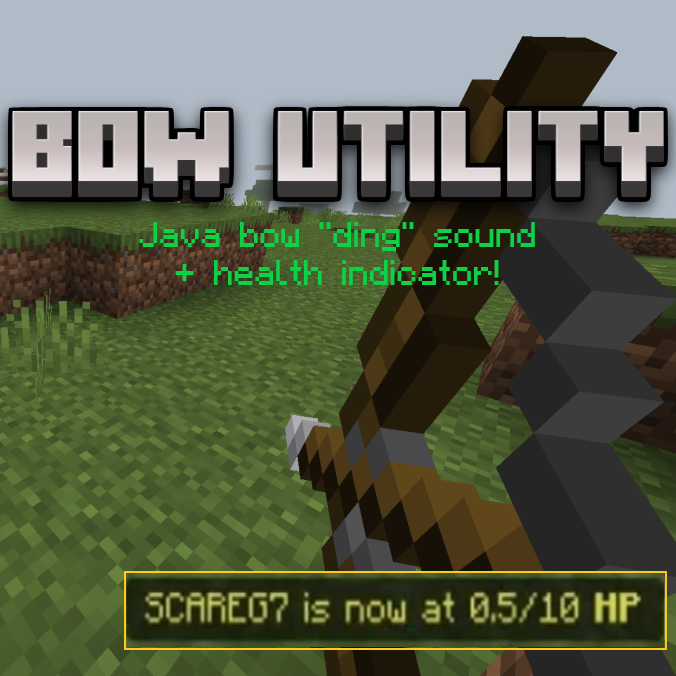 BOW UTILITY
Java bow "ding" sound
+ health indicator!
SCAREG7 is now at 0.5/10 HP